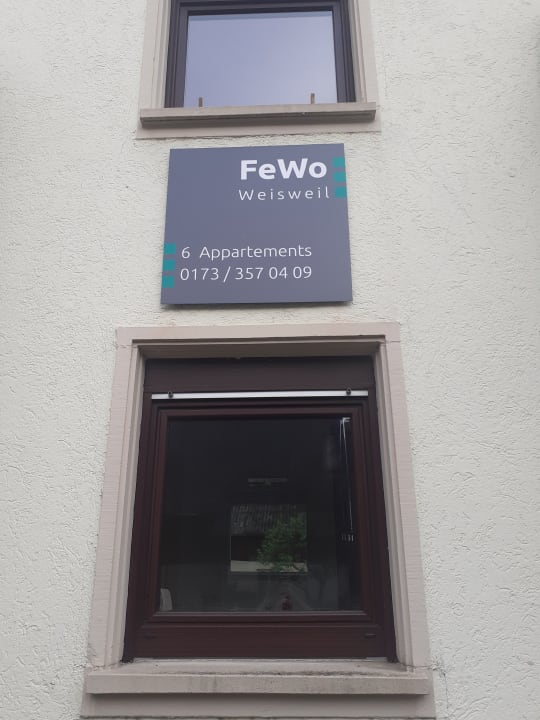 FeWo
Weisweil
6 Appartements
0173 / 357 04 09